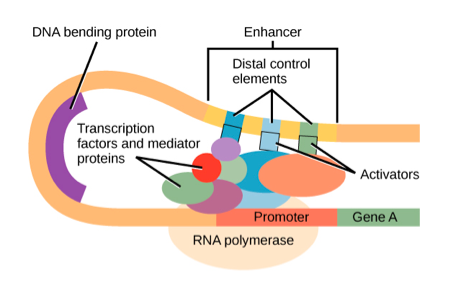 DNA bending protein
Enhancer
Distal control
elements
Transcription
factors and mediator
proteins
Activators
Promoter
Gene A
RNA polymerase